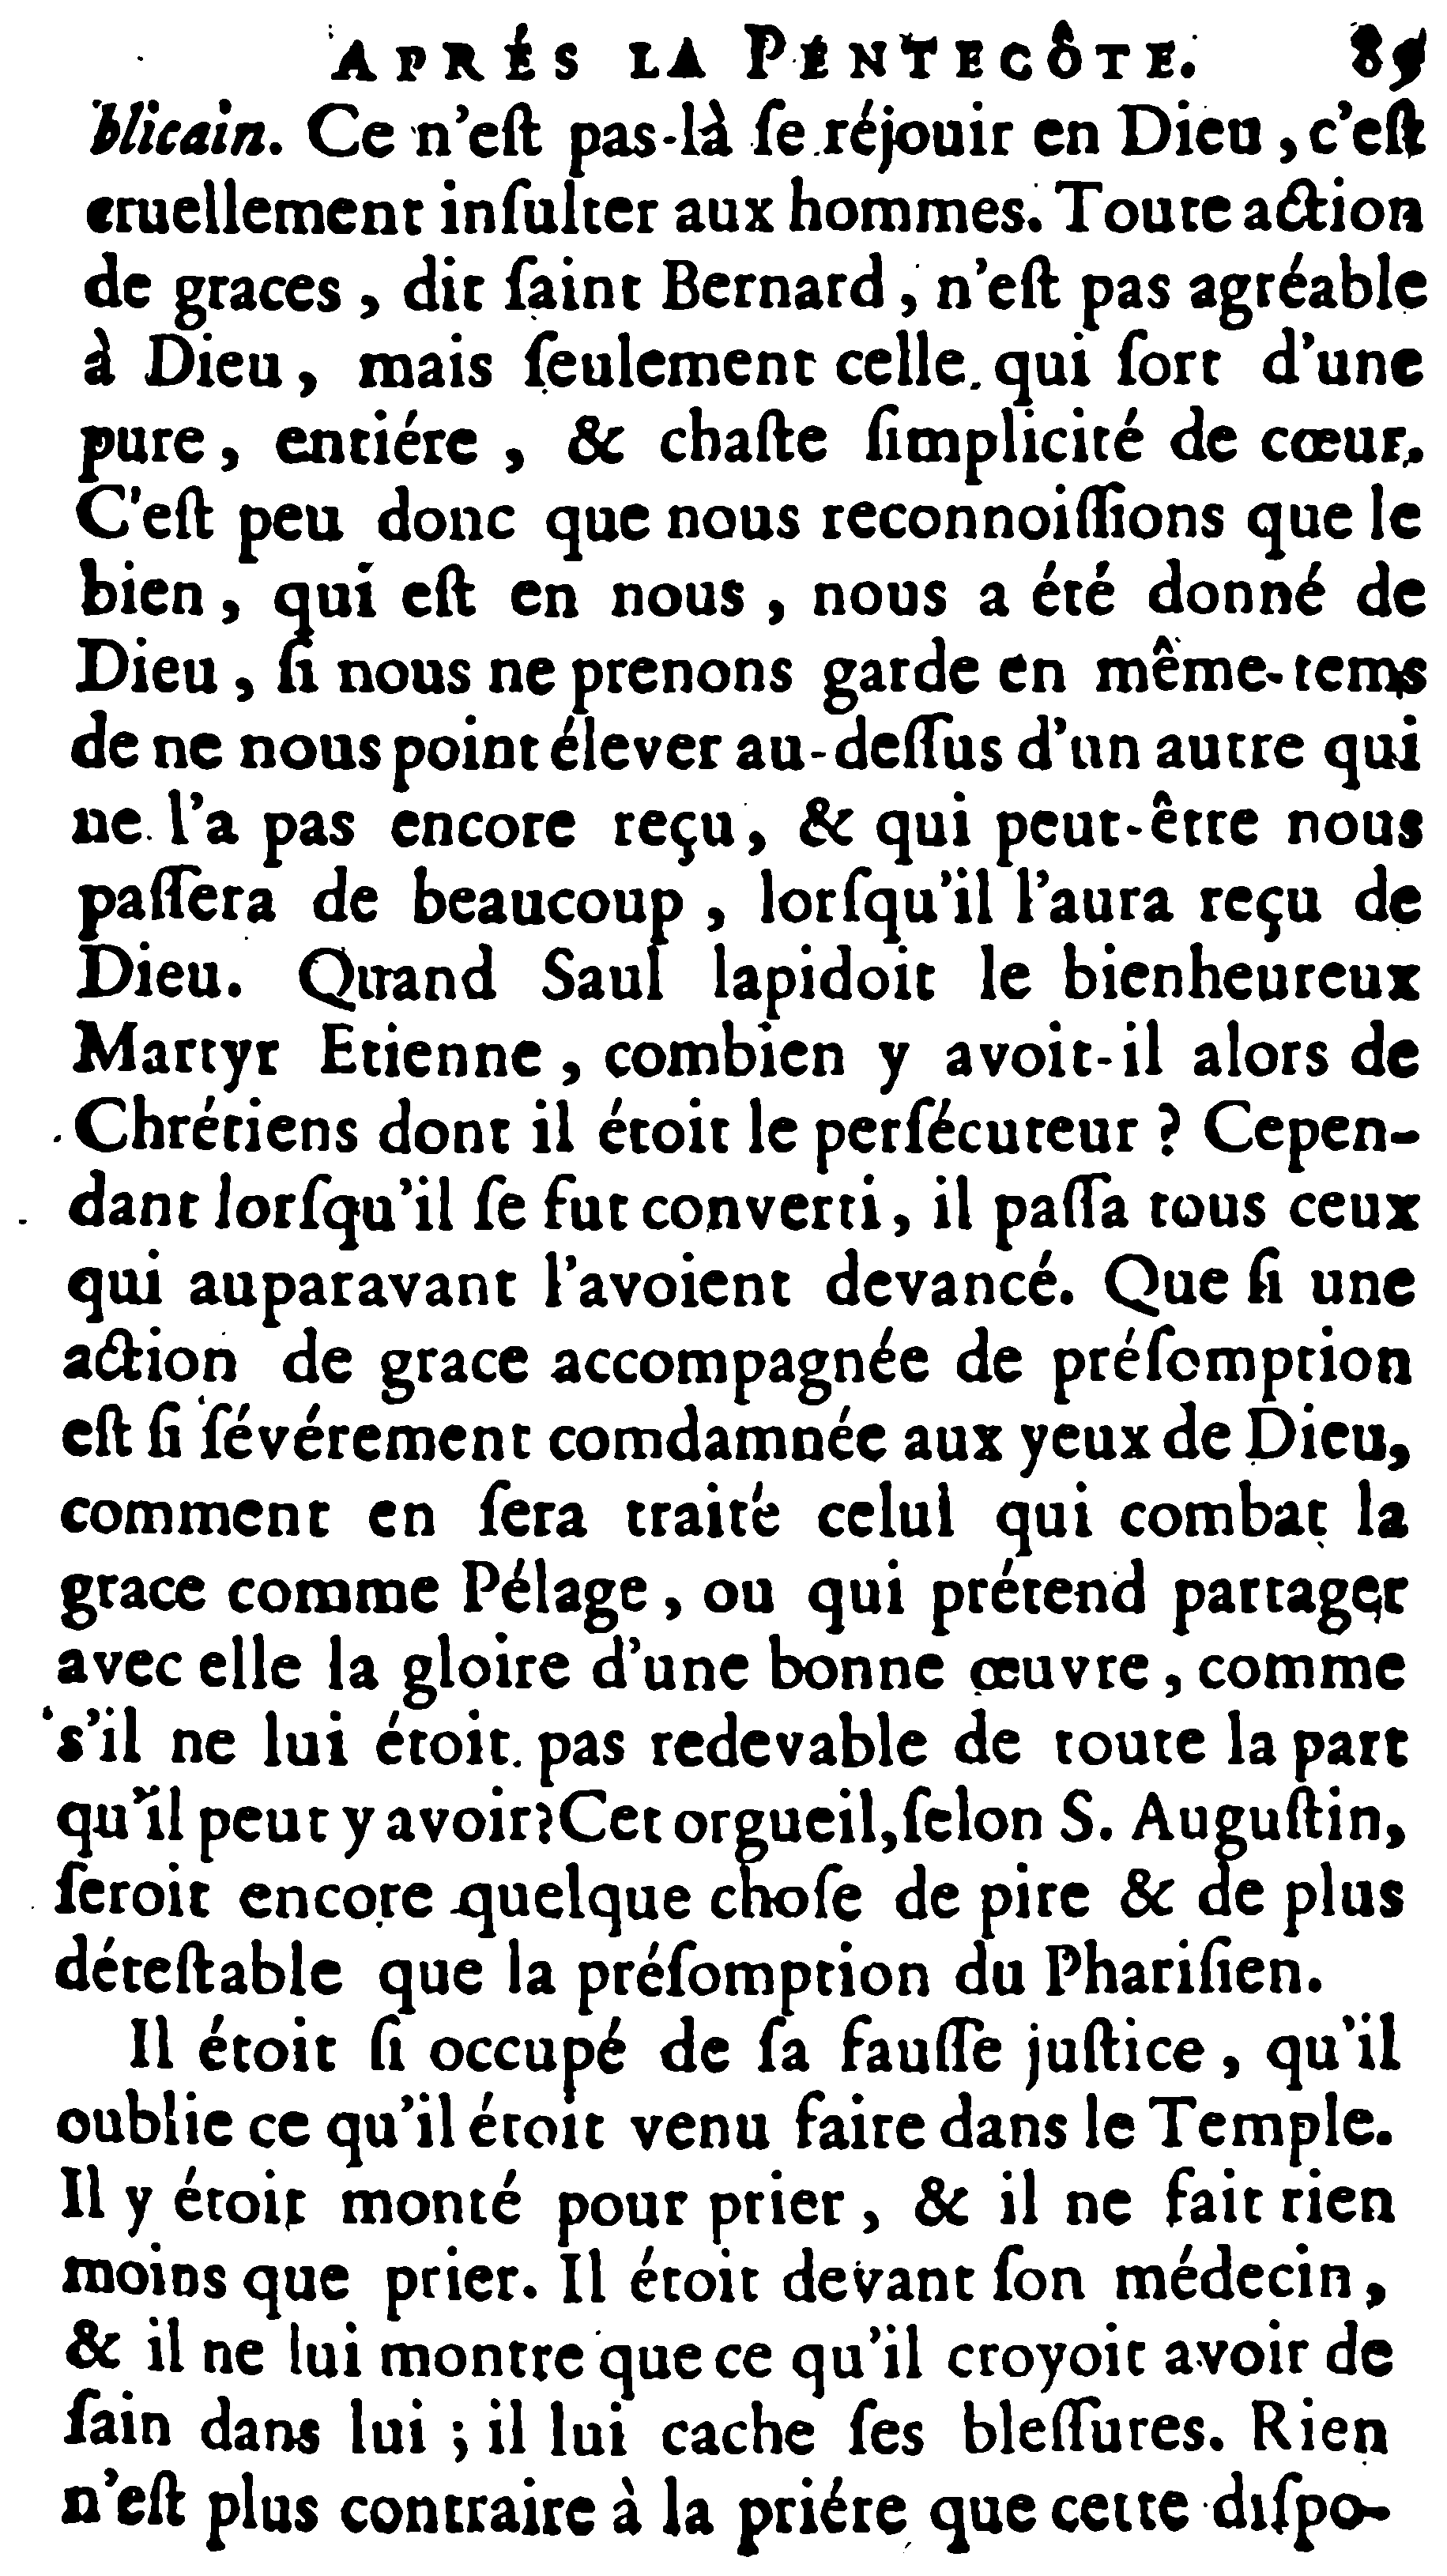 APRÉS LA PENTECÔTE. 89
blicain. Ce n'eſt pas-là ſe réjouir en Dieu, c'eſt
cruellement inſulter aux hommes. Toute action
de graces, dit ſaint Bernard, n'eſt pas agréable
à Dieu, mais ſeulement celle qui ſort d'une
pure, entiére, & chaſte ſimplicité de cœur.
C'eſt peu donc que nous reconnoiſſions que le
bien, qui eſt en nous, nous a été donné de
Dieu, ſi nous ne prenons garde en même-tems
de ne nous point élever au-deſſus d'un autre qui
ne l'a pas encore reçu, & qui peut-être nous
paſſera de beaucoup, lorſqu'il l'aura reçu de
Dieu. Quand Saul lapidoit le bienheureux
Martyr Etienne, combien y avoit-il alors de
Chrétiens dont il étoit le perſécuteur ? Cepen-
dant lorſqu'il ſe fut converti, il paſſa tous ceux
qui auparavant l'avoient devancé. Que ſi une
action de grace accompagnée de préſomption
eſt ſi ſévérement comdamnée aux yeux de Dieu,
comment en ſera traité celui qui combat la
grace comme Pélage, ou qui prétend partager
avec elle la gloire d'une bonne œuvre, comme
s'il ne lui étoit pas redevable de toute la part
qu'il peut y avoir? Cet orgueil, ſelon S. Auguſtin,
ſeroit encore quelque choſe de pire & de plus
déteſtable que la préſomption du Phariſien.
Il étoit ſi occupé de ſa fauſſe juſtice, qu'il
oublie ce qu'il étoit venu faire dans le Temple.
Il y étoit monté pour prier, & il ne fait rien
moins que prier. Il étoit devant ſon médecin,
& il ne lui montre que ce qu'il croyoit avoir de
ſain dans lui ; il lui cache ſes bleſſures. Rien
n'eſt plus contraire à la priére que cette diſpo-